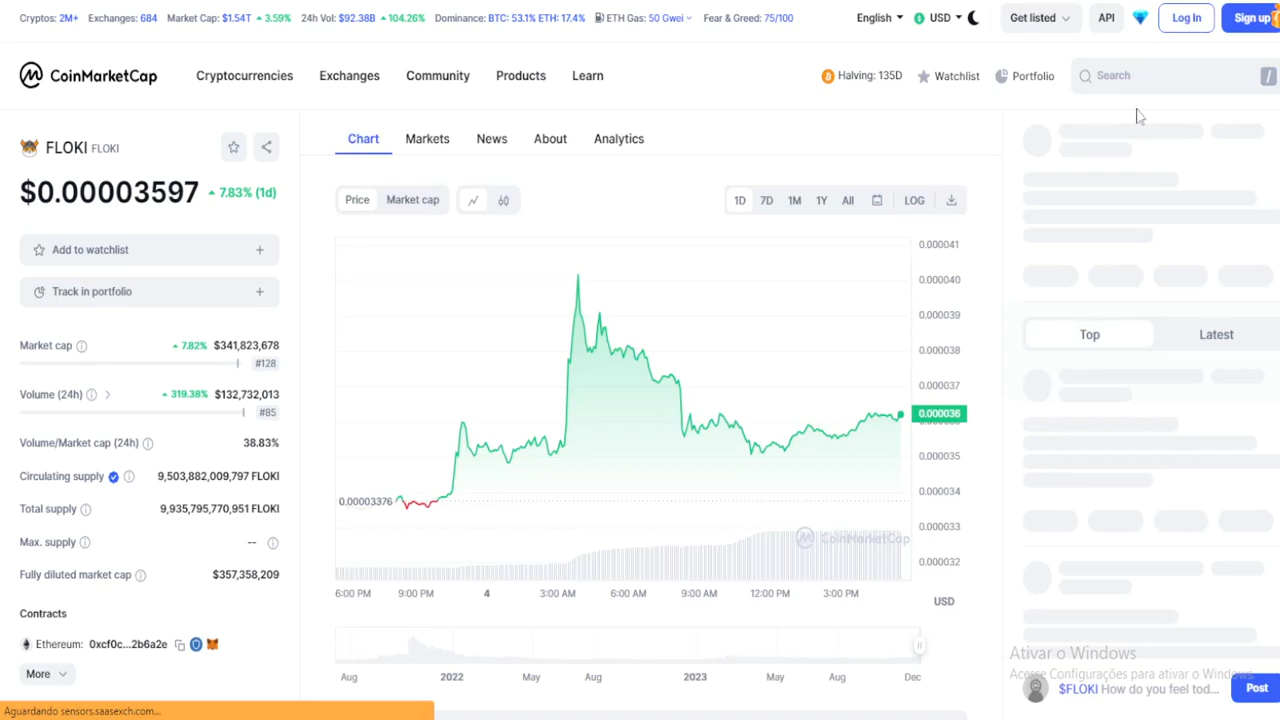 Cryptos: 2M+ Exchanges: 684 Market Cap: $1.54T 3.59% 24h Vol: $92.38B 104.26% Dominance: BTC: 53.1% ETH: 17.4% ETH Gas: 50 Gwei Fear & Greed: 75/100 English USD Get listed API Log In Sign up
CoinMarketCap Cryptocurrencies Exchanges Community Products Learn Halving: 135D Watchlist Portfolio Search /
FLOKI FLOKI
$0.00003597 7.83% (1d)
Add to watchlist +
Track in portfolio +
Market cap 7.82% $341,823,678
#128
Volume (24h) 319.38% $132,732,013
#85
Volume/Market cap (24h) 38.83%
Circulating supply 9,503,882,009,797 FLOKI
Total supply 9,935,795,770,951 FLOKI
Max. supply --
Fully diluted market cap $357,358,209
Contracts
Ethereum: 0xcf0c...2b6a2e
More
Chart Markets News About Analytics
Price Market cap 1D 7D 1M 1Y All LOG
0.000041
0.000040
0.000039
0.000038
0.000037
0.000036
0.000035
0.000034
0.00003376
0.000033
0.000032
CoinMarketCap
6:00 PM 9:00 PM 4 3:00 AM 6:00 AM 9:00 AM 12:00 PM 3:00 PM USD
Aug 2022 May Aug 2023 May Aug Dec
Top Latest
Ativar o Windows
Acesse Configurações para ativar o Windows.
$FLOKI How do you feel tod... Post
Aguardando sensors.saasexch.com...